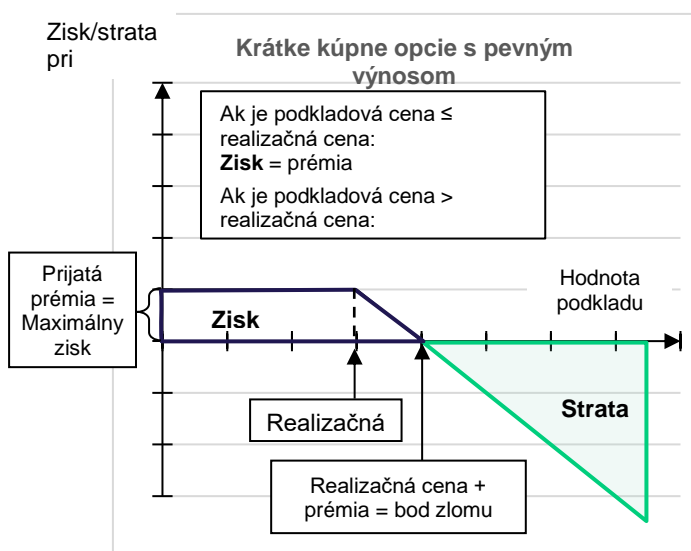 Zisk/strata
pri
Krátke kúpne opcie s pevným
výnosom
Ak je podkladová cena ≤
realizačná cena:
Zisk = prémia
Ak je podkladová cena >
realizačná cena:
Prijatá
prémia =
Maximálny
zisk
Zisk
Hodnota
podkladu
Realizačná
Strata
Realizačná cena +
prémia = bod zlomu